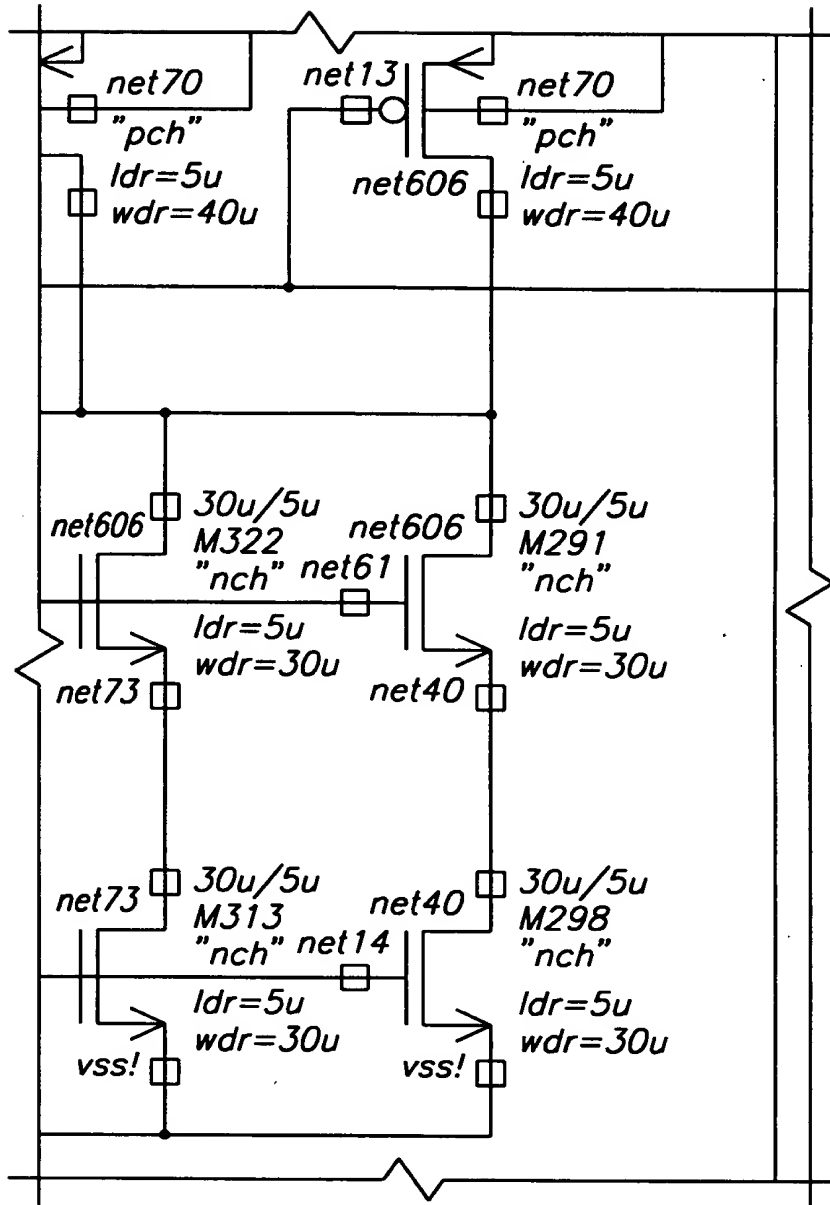 net70
"pch"
ldr=5u
wdr=40u
net13
net606
net70
"pch"
ldr=5u
wdr=40u
net606
30u/5u
M322
"nch"
ldr=5u
wdr=30u
net73
net61
net606
30u/5u
M291
"nch"
ldr=5u
wdr=30u
net40
net73
30u/5u
M313
"nch"
ldr=5u
wdr=30u
vss!
net14
net40
30u/5u
M298
"nch"
ldr=5u
wdr=30u
vss!